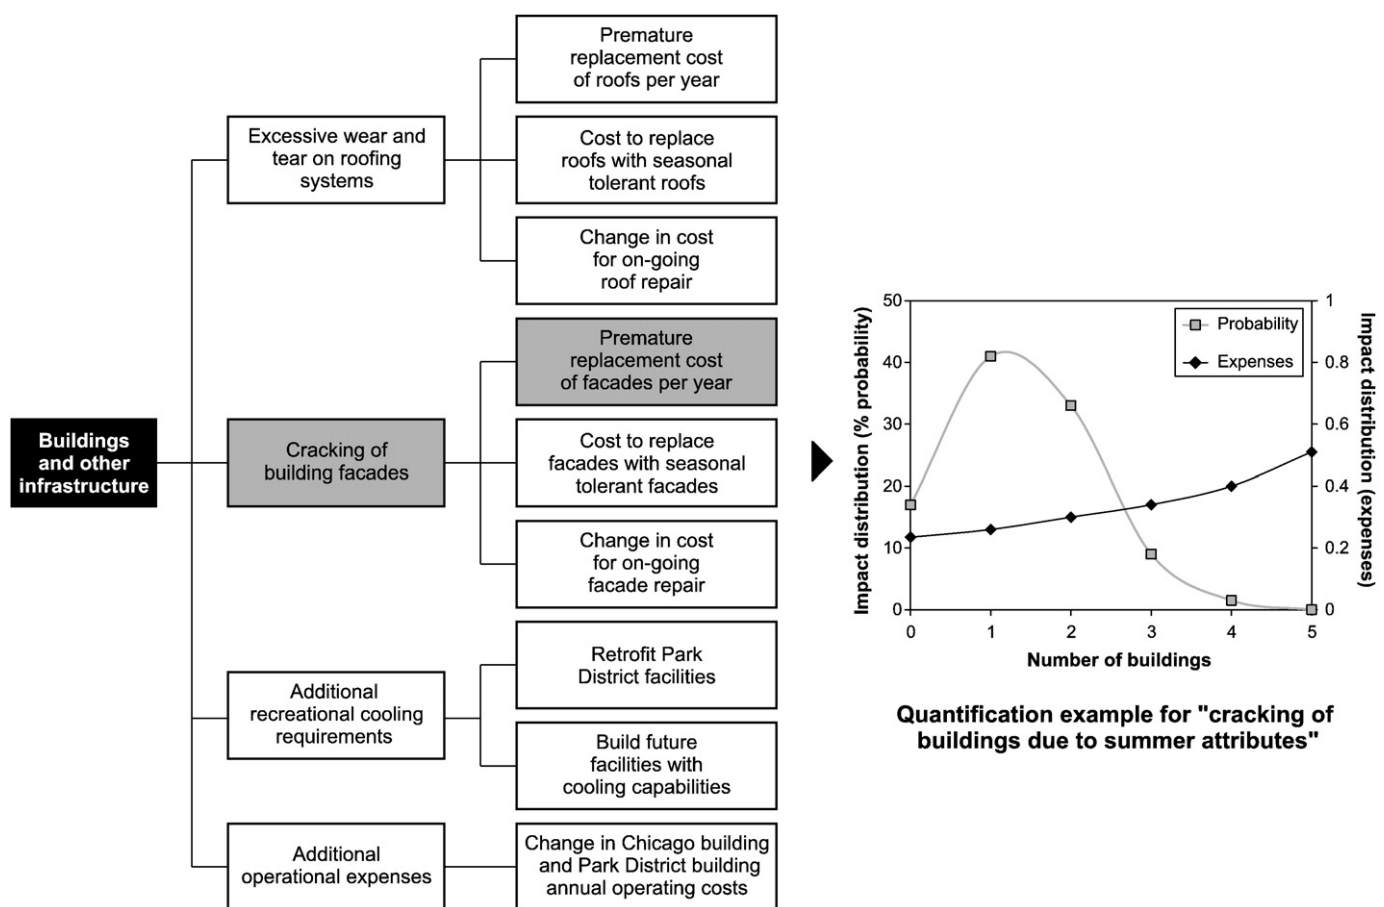 Buildings
and other
infrastructure
Excessive wear and
tear on roofing
systems
Premature
replacement cost
of roofs per year
Cost to replace
roofs with seasonal
tolerant roofs
Change in cost
for on-going
roof repair
Cracking of
building facades
Premature
replacement cost
of facades per year
Cost to replace
facades with seasonal
tolerant facades
Change in cost
for on-going
facade repair
Additional
recreational cooling
requirements
Retrofit Park
District facilities
Build future
facilities with
cooling capabilities
Additional
operational expenses
Change in Chicago building
and Park District building
annual operating costs
Impact distribution (% probability)
50
40
30
20
10
0
Probability
Expenses
1
0.8
0.6
0.4
0.2
0
Impact distribution (expenses)
0 1 2 3 4 5
Number of buildings
Quantification example for "cracking of
buildings due to summer attributes"